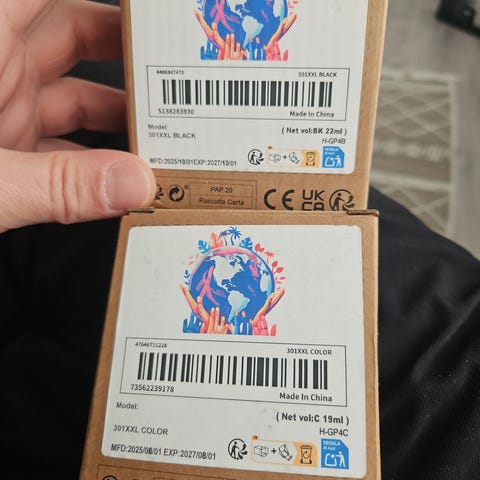 4486847470 301XXL BLACK
5138283930 Made In China
Model: ( Net vol:BK 22ml )
301XXL BLACK H-GP4B
MFD:2025/10/01 EXP:2027/10/01
PAP 20
Raccolta Carta
CE UK CA
47646711228 301XXL COLOR
73562239178 Made In China
Model: ( Net vol:C 19ml )
301XXL COLOR H-GP4C
MFD:2025/08/01 EXP:2027/08/01